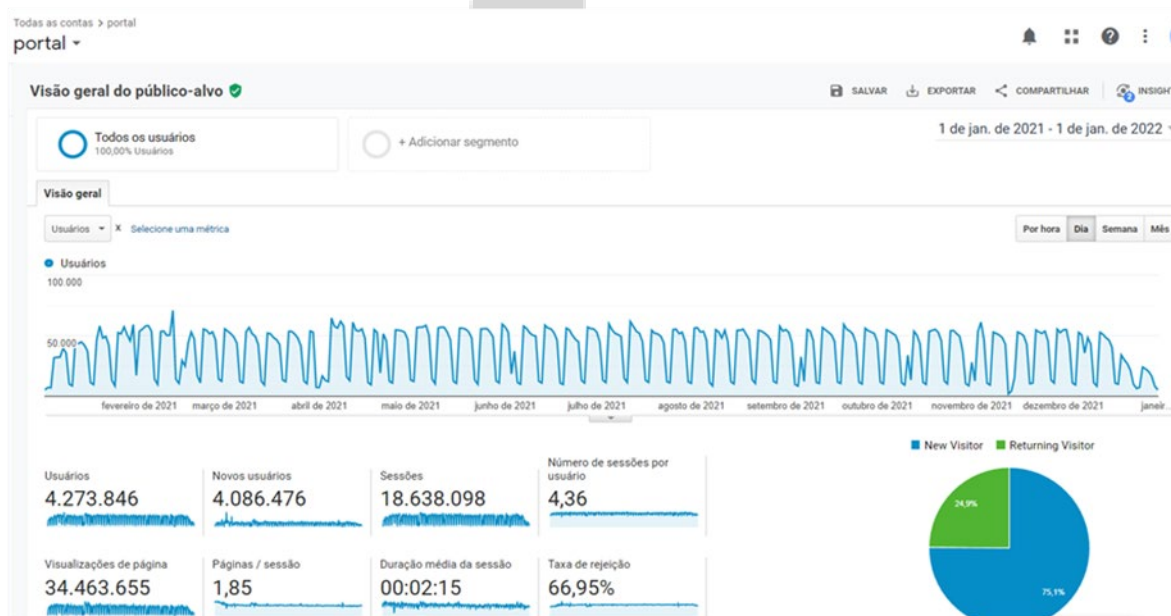 Todas as contas > portal
portal
Visão geral do público-alvo
SALVAR
EXPORTAR
COMPARTILHAR
Todos os usuários
100,00% Usuários
+ Adicionar segmento
1 de jan. de 2021 - 1 de jan. de 2022
Visão geral
Usuários
X
Selecione uma métrica
Por hora
Dia
Semana
Mês
Usuários
100.000
50.000
fevereiro de 2021
março de 2021
abril de 2021
maio de 2021
junho de 2021
julho de 2021
agosto de 2021
setembro de 2021
outubro de 2021
novembro de 2021
dezembro de 2021
janeir...
New Visitor
Returning Visitor
Usuários
4.273.846
Novos usuários
4.086.476
Sessões
18.638.098
Número de sessões por
usuário
4,36
24,9%
75,1%
Visualizações de página
34.463.655
Páginas / sessão
1,85
Duração média da sessão
00:02:15
Taxa de rejeição
66,95%